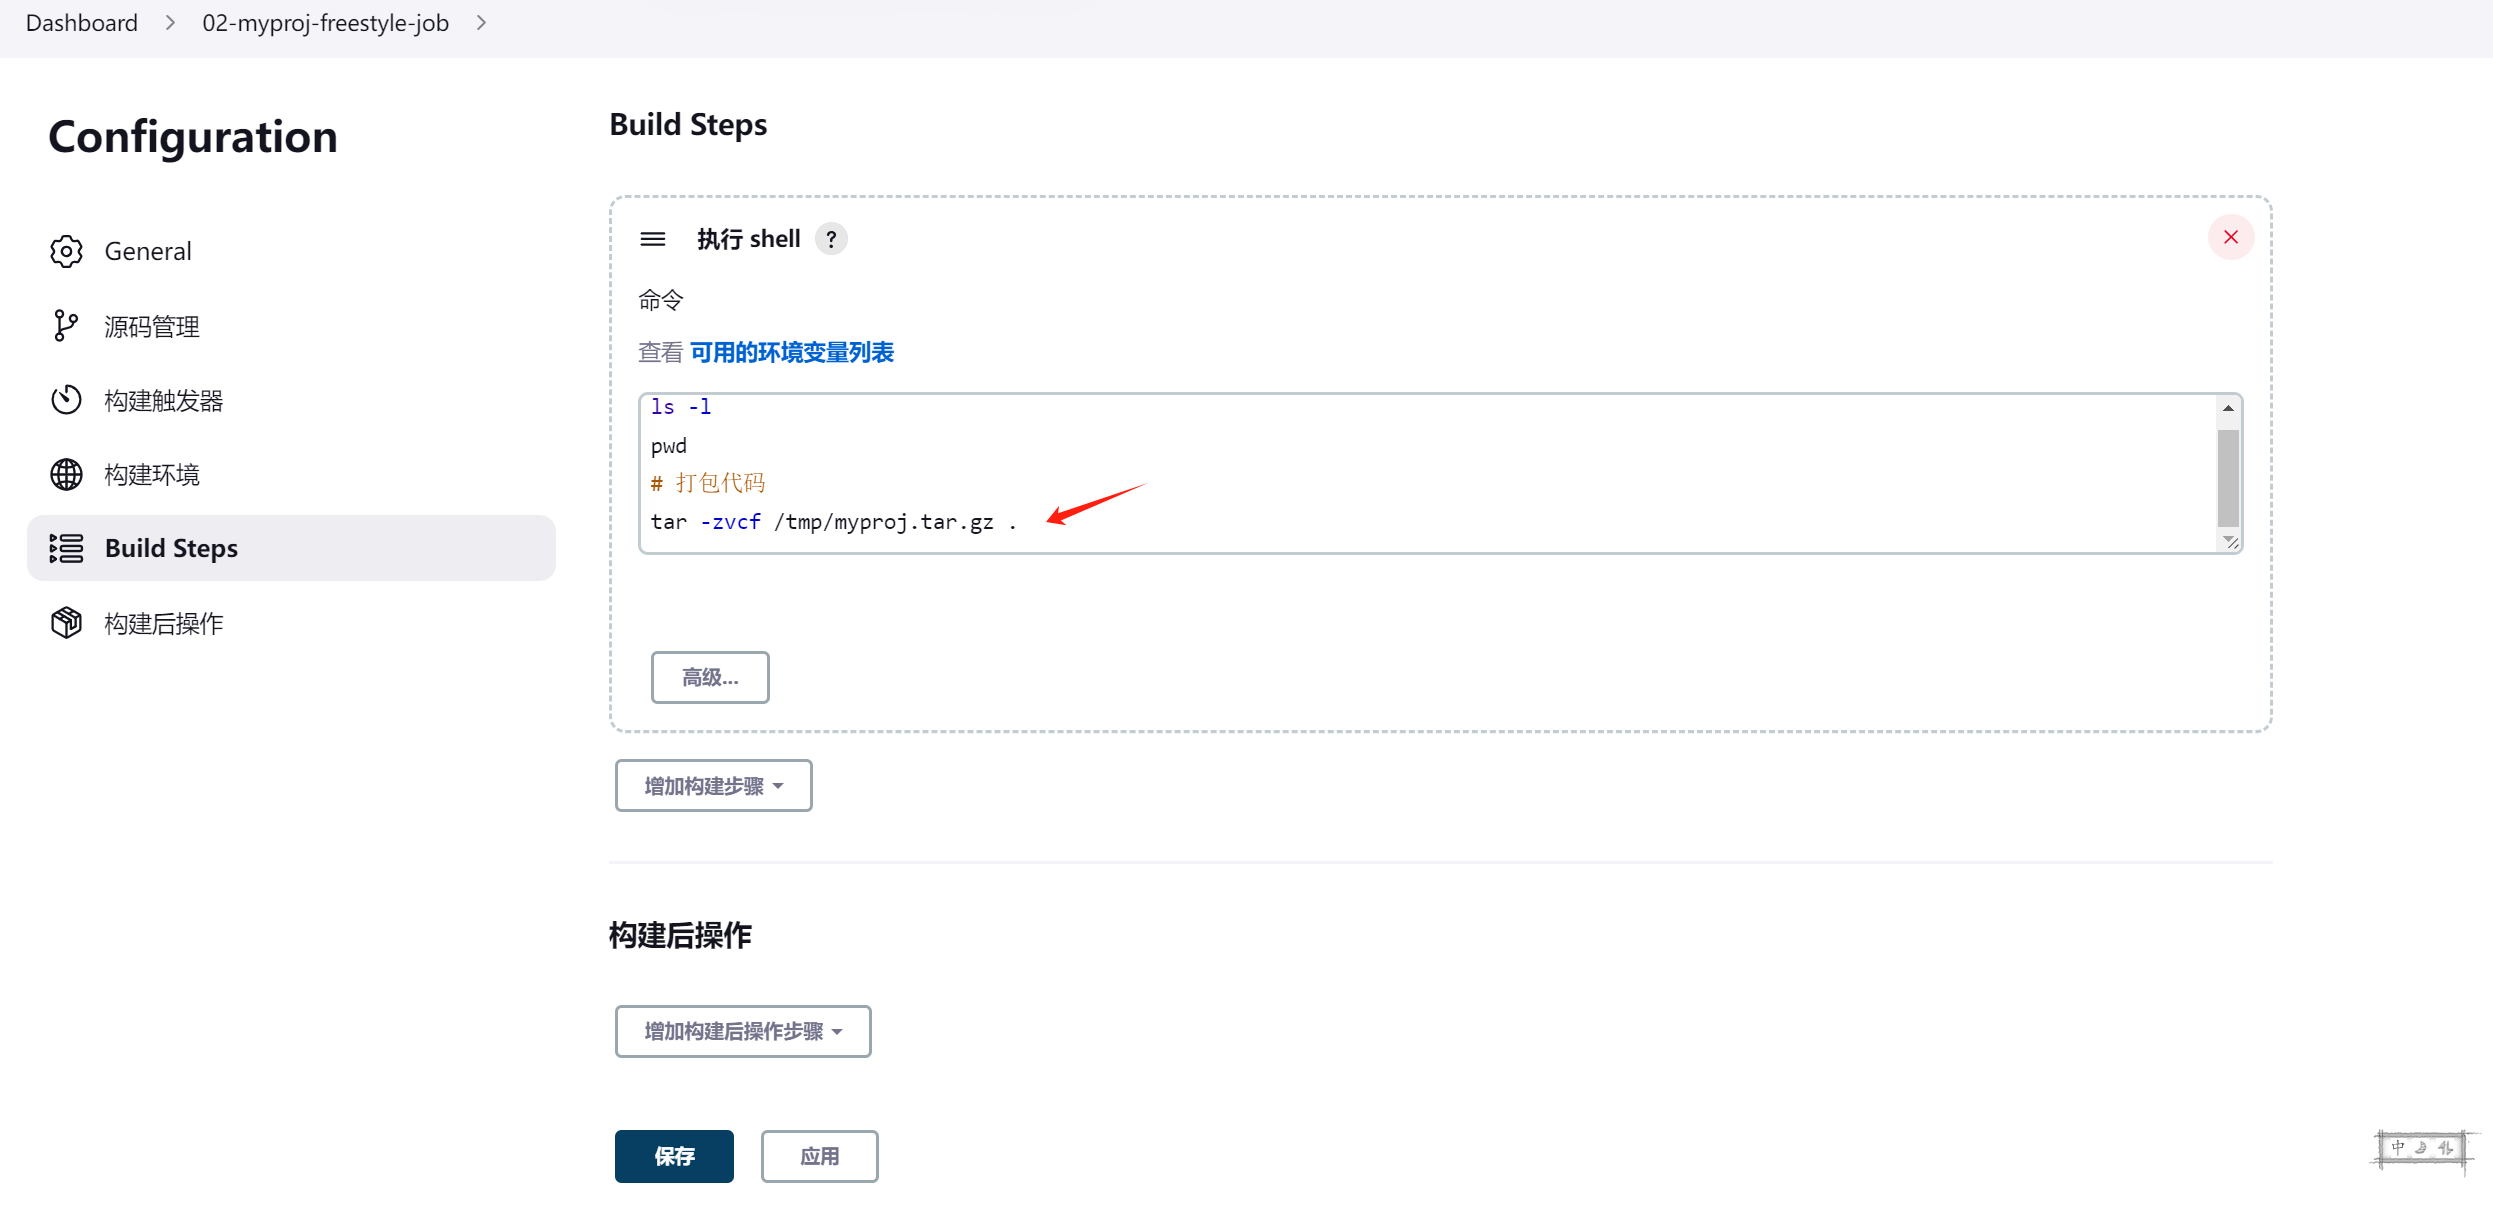 Dashboard > 02-myproj-freestyle-job >
Configuration
General
源码管理
构建触发器
构建环境
Build Steps
构建后操作
Build Steps
执行 shell ?
命令
查看 可用的环境变量列表
ls -l
pwd
# 打包代码
tar -zvcf /tmp/myproj.tar.gz .
高级...
增加构建步骤
构建后操作
增加构建后操作步骤
保存 应用
中